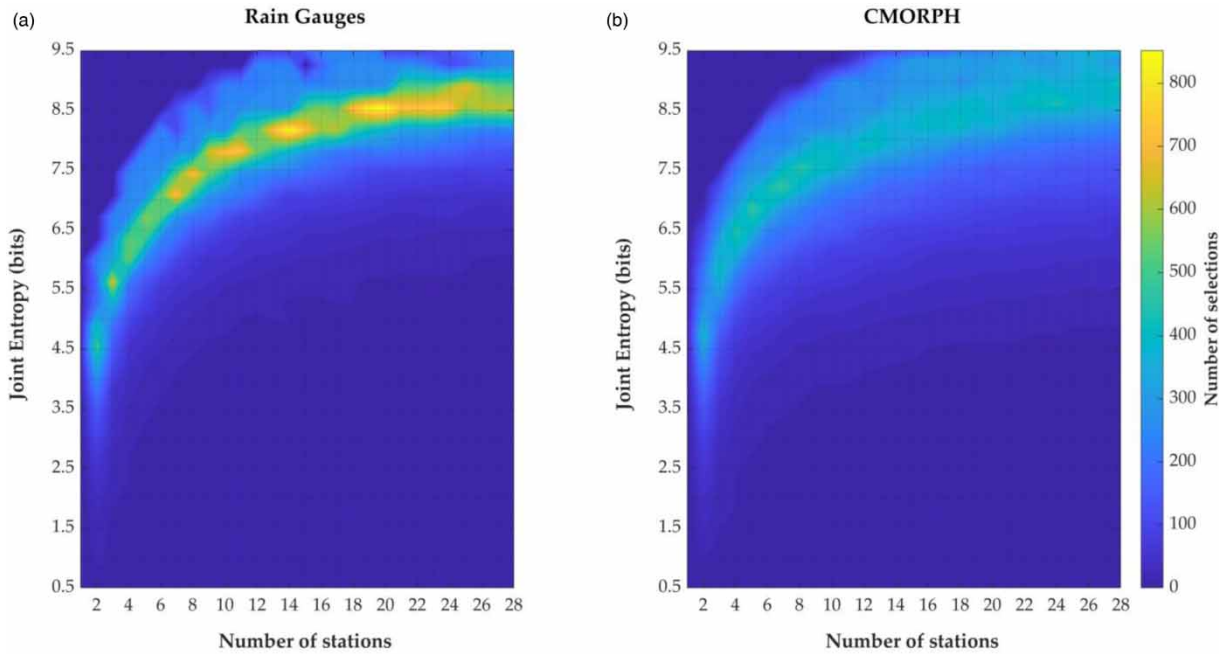 (a)
Rain Gauges
9.5
8.5
7.5
6.5
5.5
4.5
3.5
2.5
1.5
0.5
Joint Entropy (bits)
2 4 6 8 10 12 14 16 18 20 22 24 26 28
Number of stations
(b)
CMORPH
9.5
8.5
7.5
6.5
5.5
4.5
3.5
2.5
1.5
0.5
Joint Entropy (bits)
2 4 6 8 10 12 14 16 18 20 22 24 26 28
Number of stations
800
700
600
500
400
300
200
100
0
Number of selections